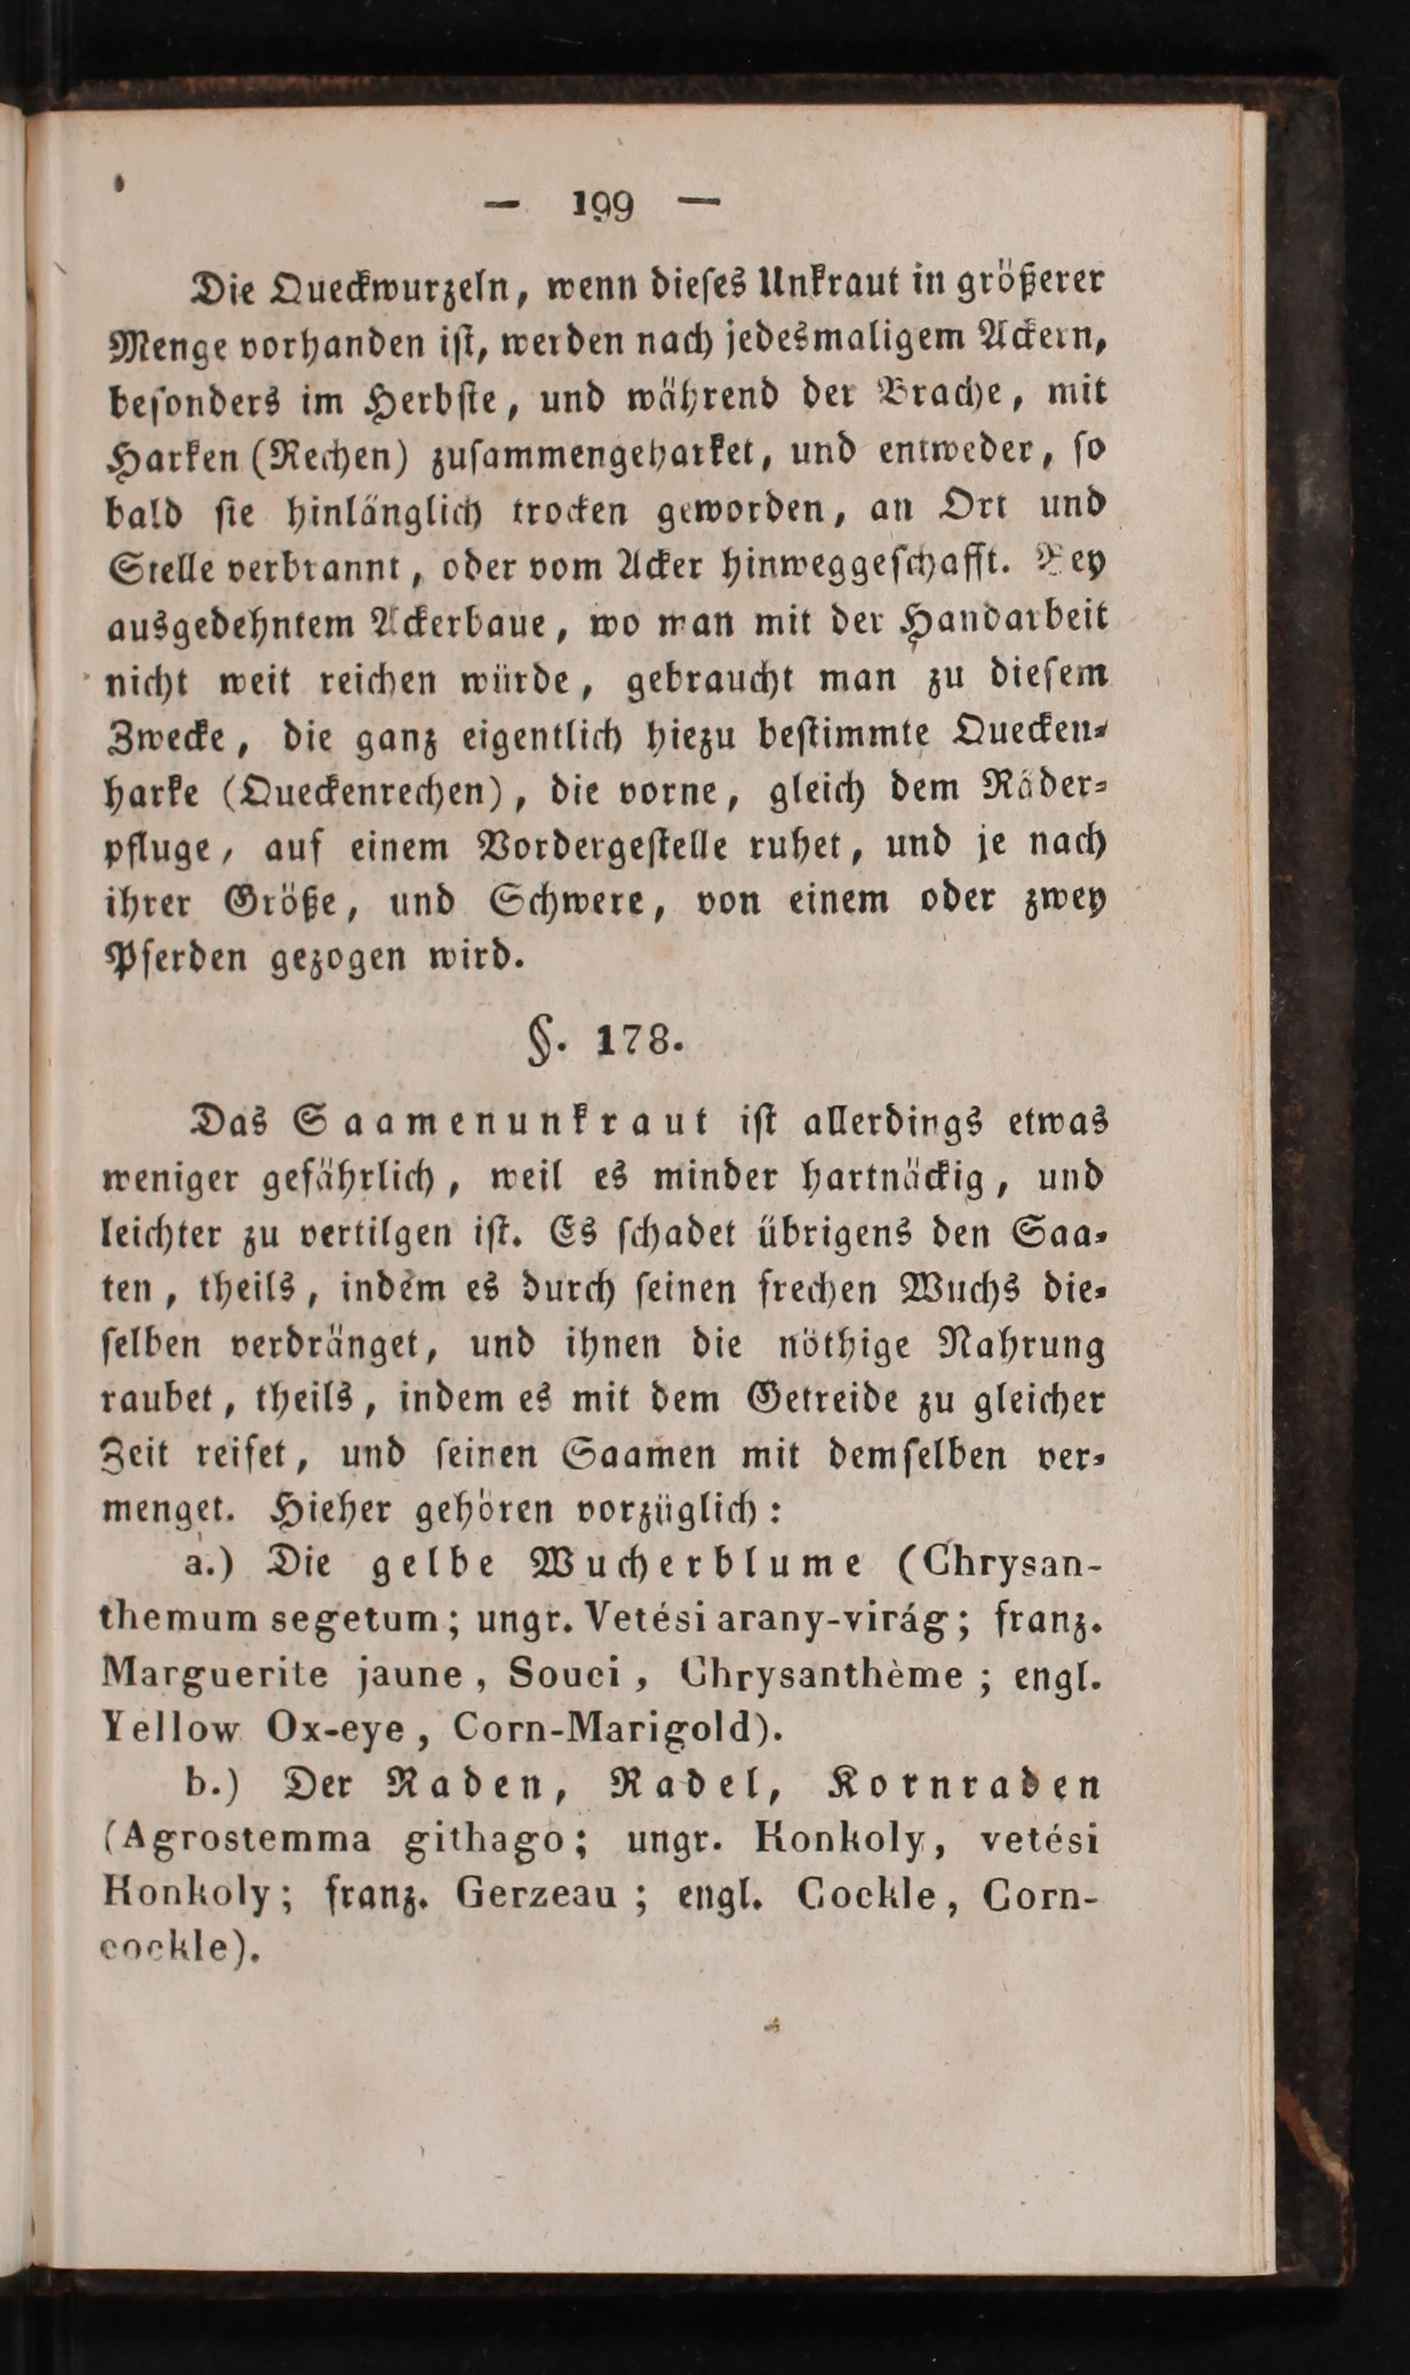 — 199 —
Die Queckwurzeln, wenn dieſes Unkraut in größerer
Menge vorhanden iſt, werden nach jedesmaligem Ackern,
beſonders im Herbſte, und während der Brache, mit
Harken (Rechen) zuſammengeharket, und entweder, ſo
bald ſie hinlänglich trocken geworden, an Ort und
Stelle verbrannt, oder vom Acker hinweggeſchafft. Bey
ausgedehntem Ackerbaue, wo man mit der Handarbeit
nicht weit reichen würde, gebraucht man zu dieſem
Zwecke, die ganz eigentlich hiezu beſtimmte Quecken⸗
harke (Queckenrechen), die vorne, gleich dem Räder⸗
pfluge, auf einem Vordergeſtelle ruhet, und je nach
ihrer Größe, und Schwere, von einem oder zwey
Pferden gezogen wird.
§. 178.
Das Saamenunkraut iſt allerdings etwas
weniger gefährlich, weil es minder hartnäckig, und
leichter zu vertilgen iſt. Es ſchadet übrigens den Saa⸗
ten, theils, indem es durch ſeinen frechen Wuchs die⸗
ſelben verdränget, und ihnen die nöthige Nahrung
raubet, theils, indem es mit dem Getreide zu gleicher
Zeit reifet, und ſeinen Saamen mit demſelben ver⸗
menget. Hieher gehören vorzüglich:
a.) Die gelbe Wucherblume (Chrysan-
themum segetum; ungr. Vetési arany-virág; franz.
Marguerite jaune, Souci, Chrysanthème; engl.
Yellow Ox-eye, Corn-Marigold).
b.) Der Raden, Radel, Kornraden
(Agrostemma githago; ungr. Konkoly, vetési
Konkoly; franz. Gerzeau; engl. Cockle, Corn-
cockle).